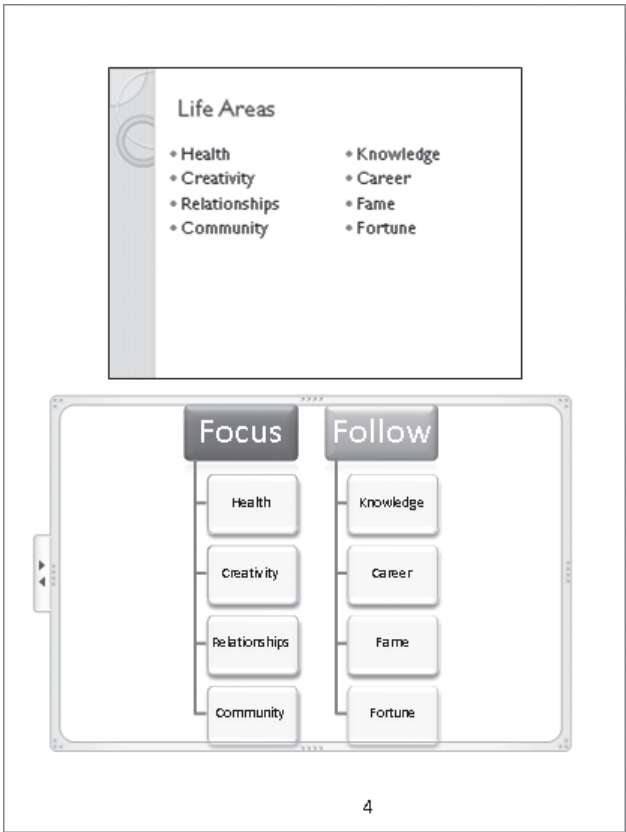 Life Areas
• Health
• Creativity
• Relationships
• Community
• Knowledge
• Career
• Fame
• Fortune
Focus
Health
Creativity
Relationships
Community
Follow
Knowledge
Career
Fame
Fortune
4